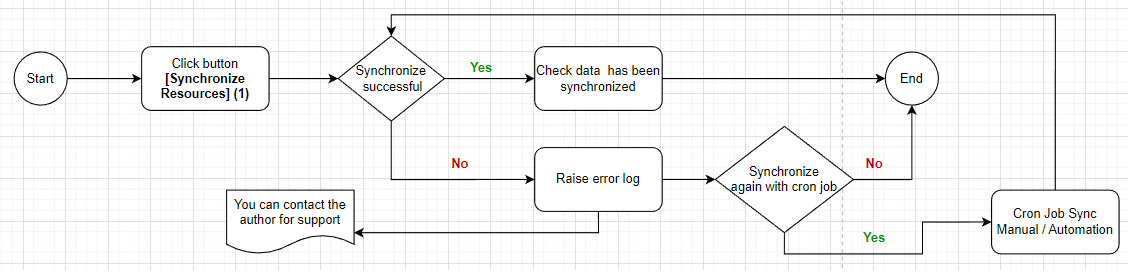 Start
Click button
[Synchronize
Resources] (1)
Synchronize
successful
Yes
Check data has been
synchronized
End
No
Raise error log
Synchronize
again with cron job
No
You can contact the
author for support
Yes
Cron Job Sync
Manual / Automation